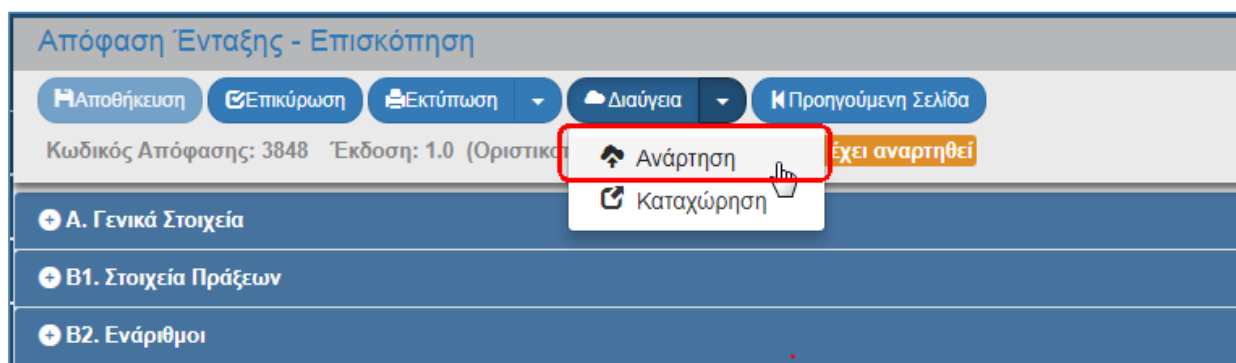 Απόφαση Ένταξης - Επισκόπηση
Αποθήκευση Επικύρωση Εκτύπωση Διαύγεια Προηγούμενη Σελίδα
Κωδικός Απόφασης: 3848 Έκδοση: 1.0 έχει αναρτηθεί
Ανάρτηση
Καταχώρηση
Α. Γενικά Στοιχεία
Β1. Στοιχεία Πράξεων
Β2. Ενάριθμοι